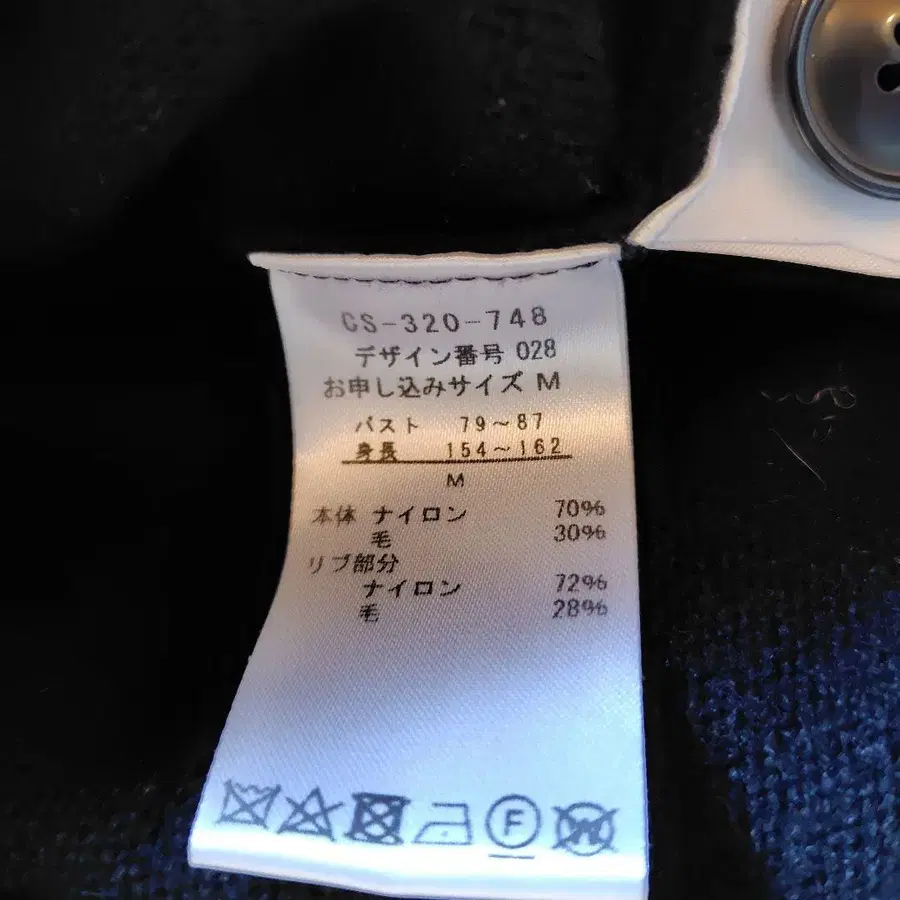 CS-320-748
デザイン番号 028
お申し込みサイズ M
バスト 79～87
身長 154～162
M
本体 ナイロン 70%
毛 30%
リブ部分
ナイロン 72%
毛 28%
F
W